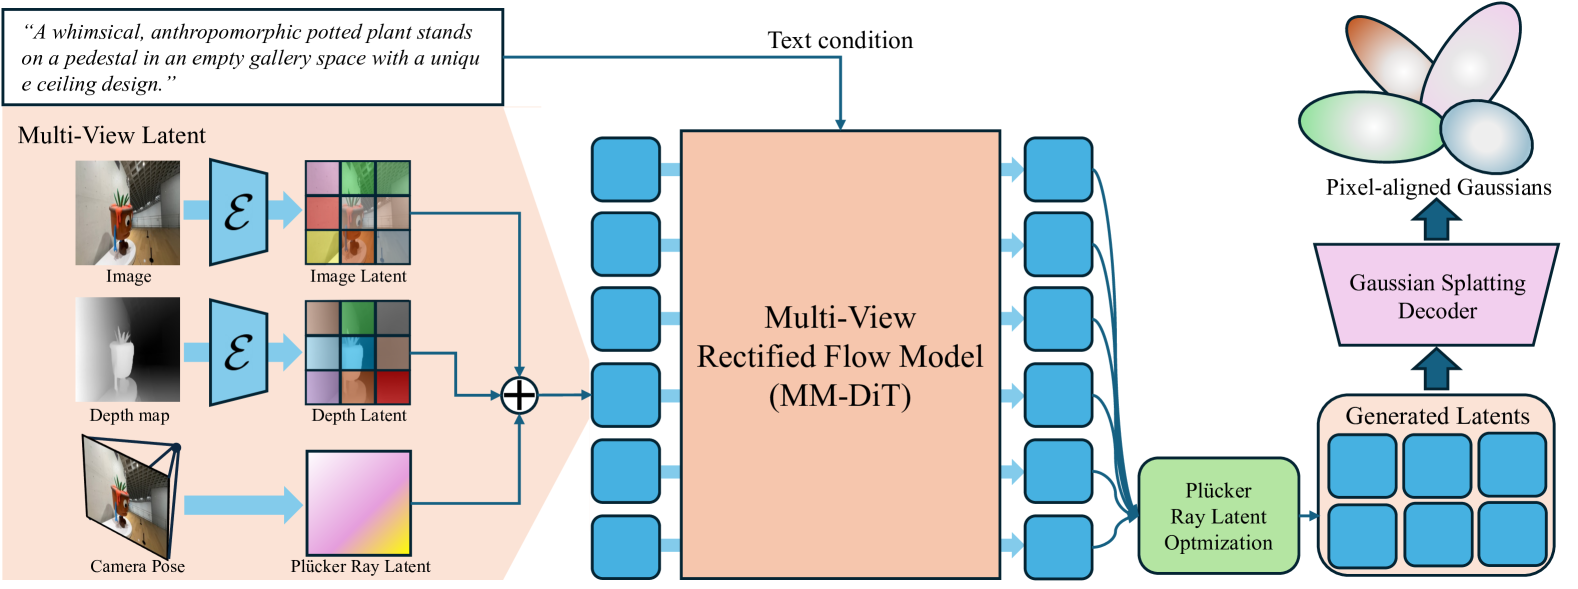 “A whimsical, anthropomorphic potted plant stands
on a pedestal in an empty gallery space with a uniqu
e ceiling design.”
Text condition
Multi-View Latent
ℰ
Image
Image Latent
ℰ
Depth map
Depth Latent
Camera Pose
Plücker Ray Latent
Multi-View
Rectified Flow Model
(MM-DiT)
Plücker
Ray Latent
Optmization
Generated Latents
Gaussian Splatting
Decoder
Pixel-aligned Gaussians